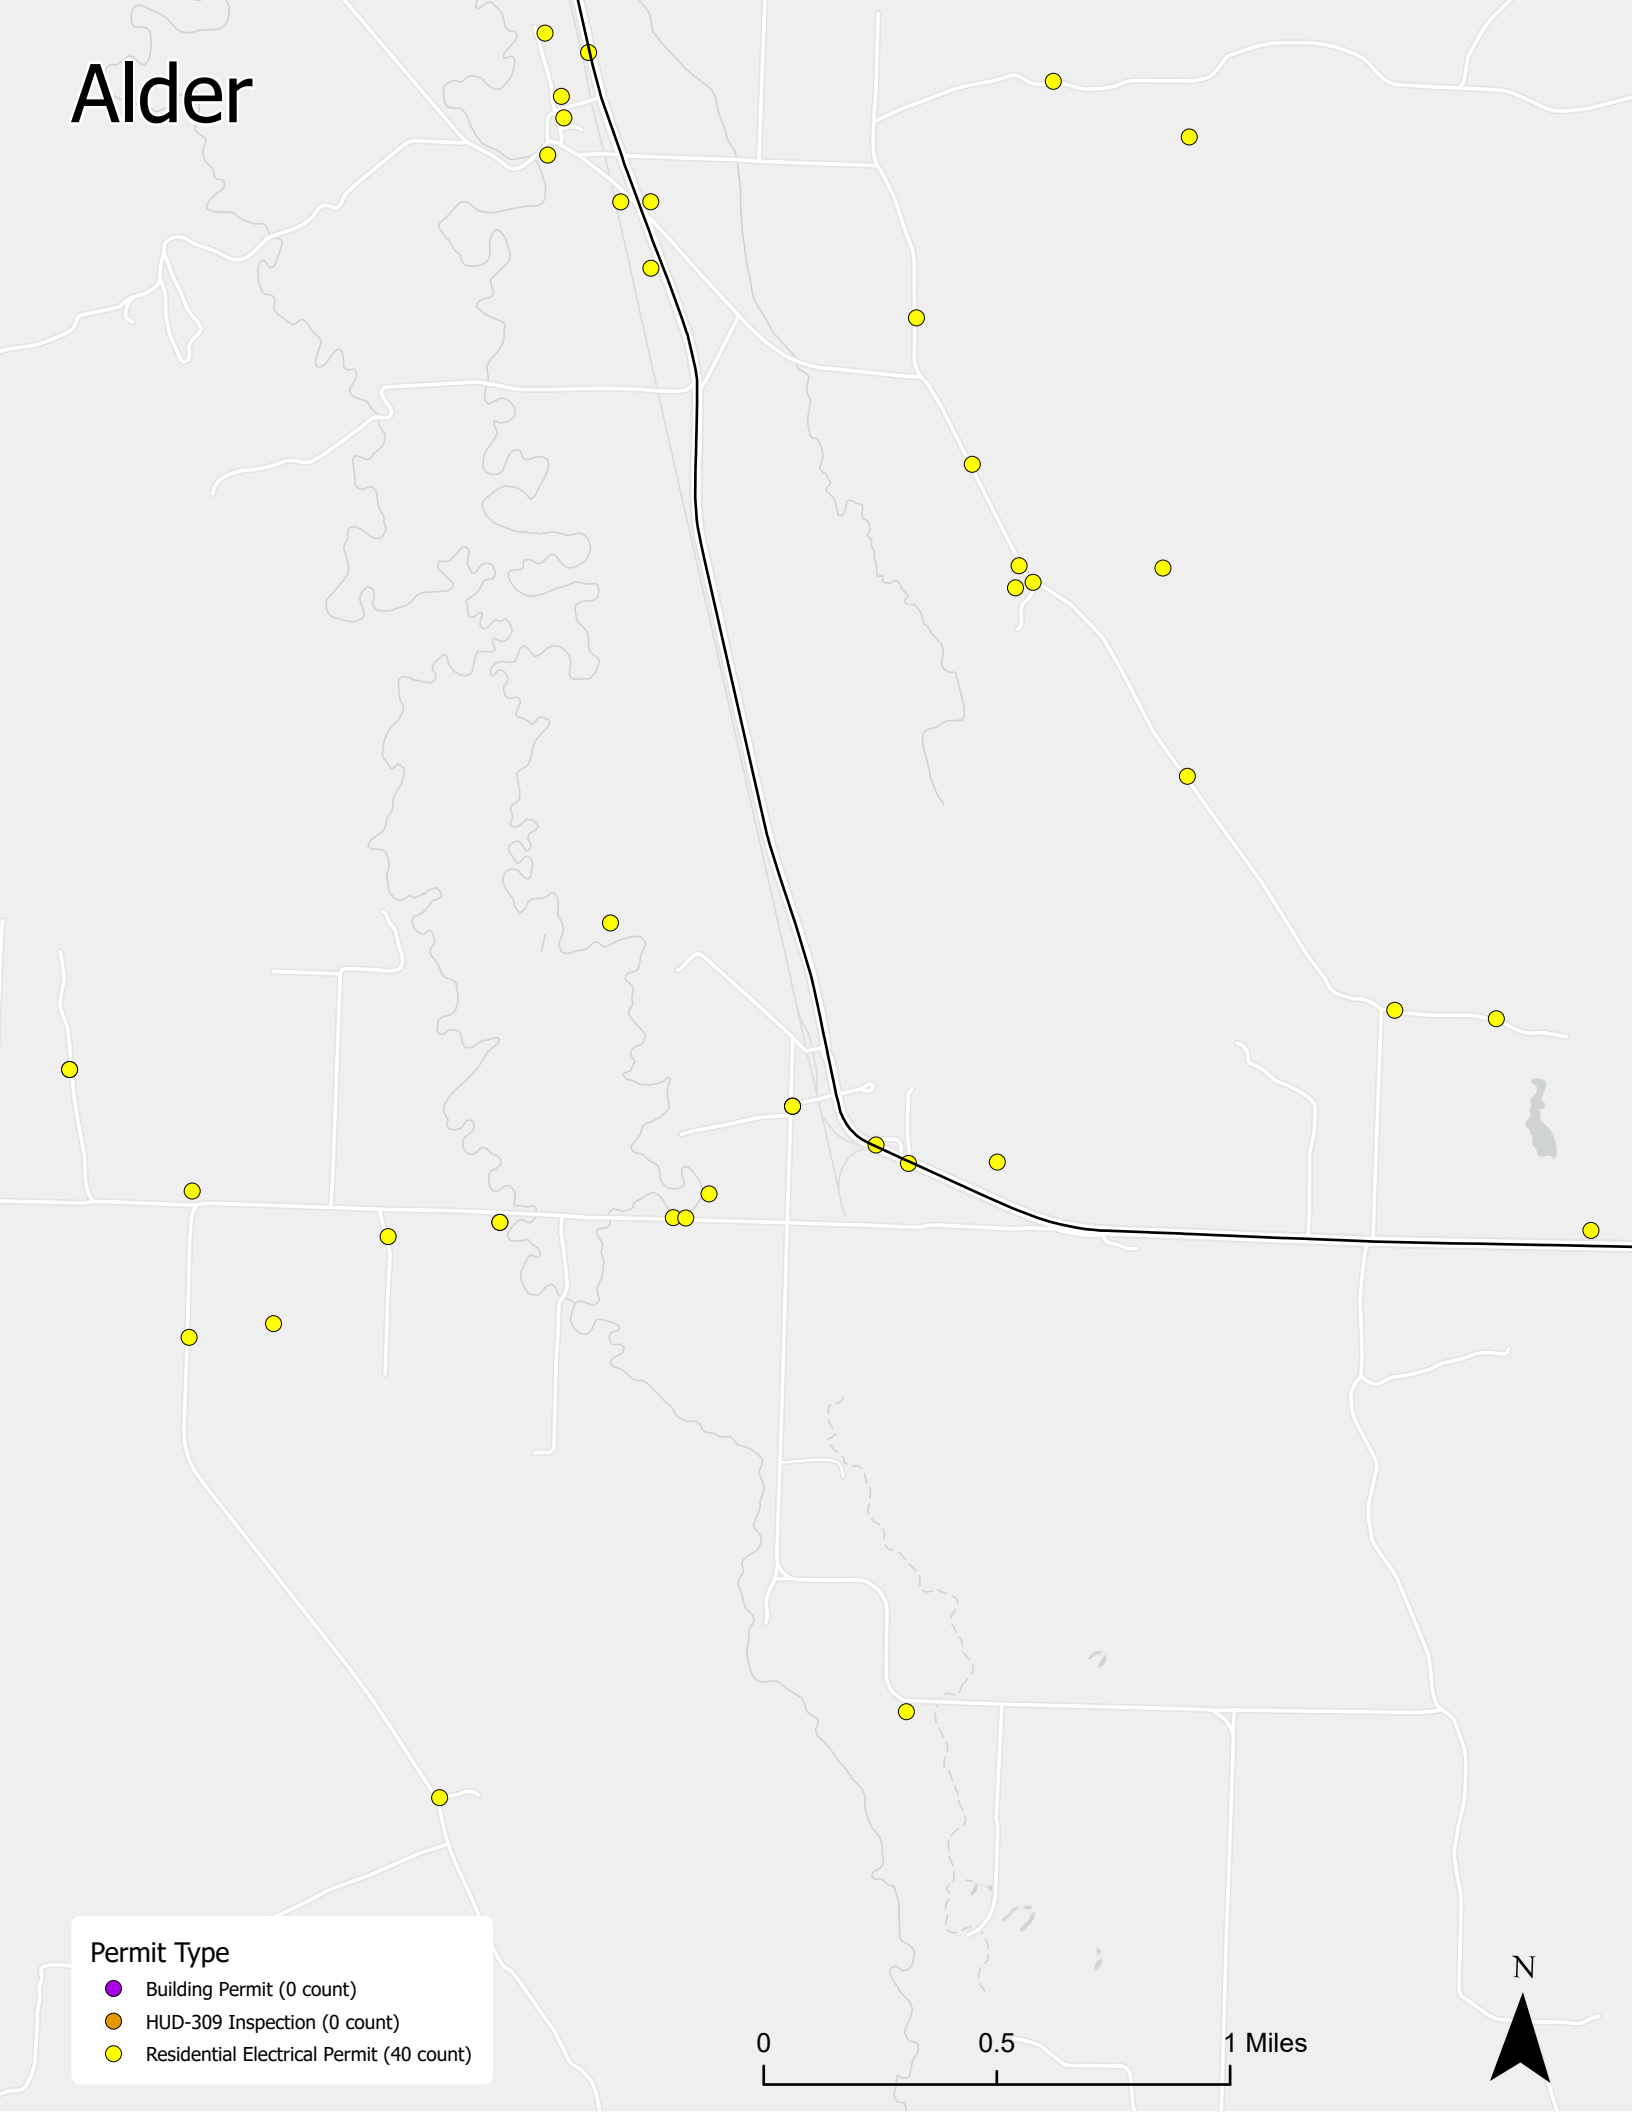 Alder
Permit Type
Building Permit (0 count)
HUD-309 Inspection (0 count)
Residential Electrical Permit (40 count)
0
0.5
1 Miles
N